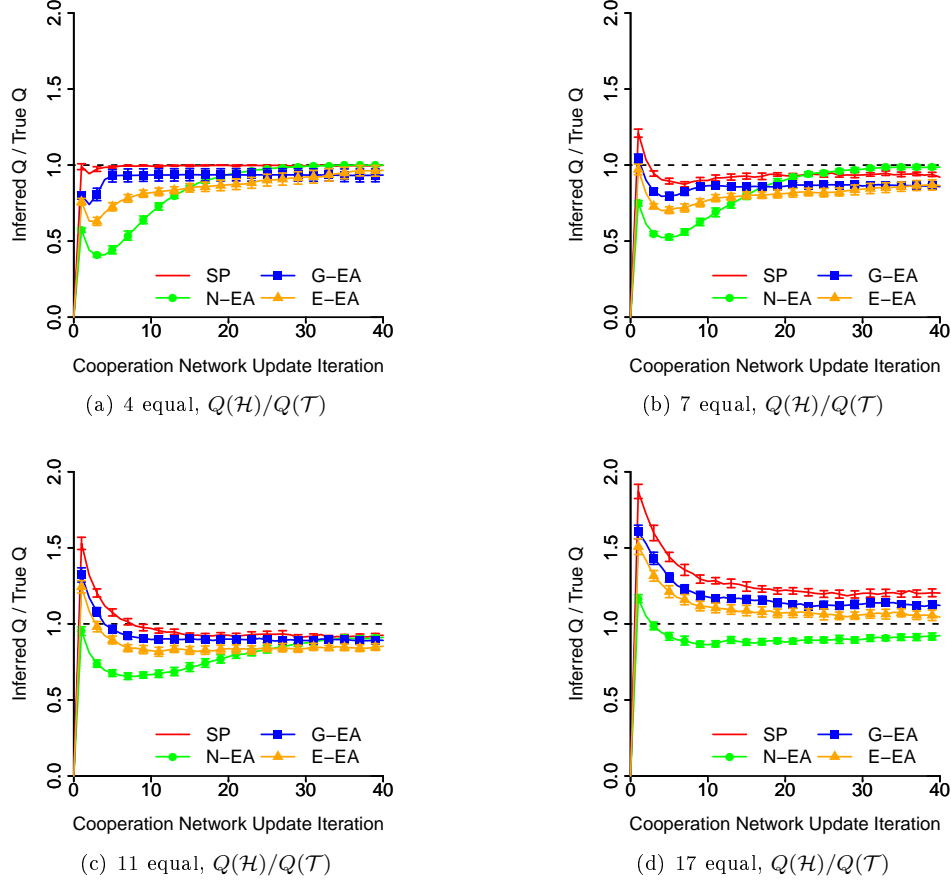 2.0
1.5
1.0
0.5
0.0
Inferred Q / True Q
SP G−EA
N−EA E−EA
0 10 20 30 40
Cooperation Network Update Iteration
(a) 4 equal, Q(H)/Q(T)
2.0
1.5
1.0
0.5
0.0
Inferred Q / True Q
SP G−EA
N−EA E−EA
0 10 20 30 40
Cooperation Network Update Iteration
(b) 7 equal, Q(H)/Q(T)
2.0
1.5
1.0
0.5
0.0
Inferred Q / True Q
SP G−EA
N−EA E−EA
0 10 20 30 40
Cooperation Network Update Iteration
(c) 11 equal, Q(H)/Q(T)
2.0
1.5
1.0
0.5
0.0
Inferred Q / True Q
SP G−EA
N−EA E−EA
0 10 20 30 40
Cooperation Network Update Iteration
(d) 17 equal, Q(H)/Q(T)